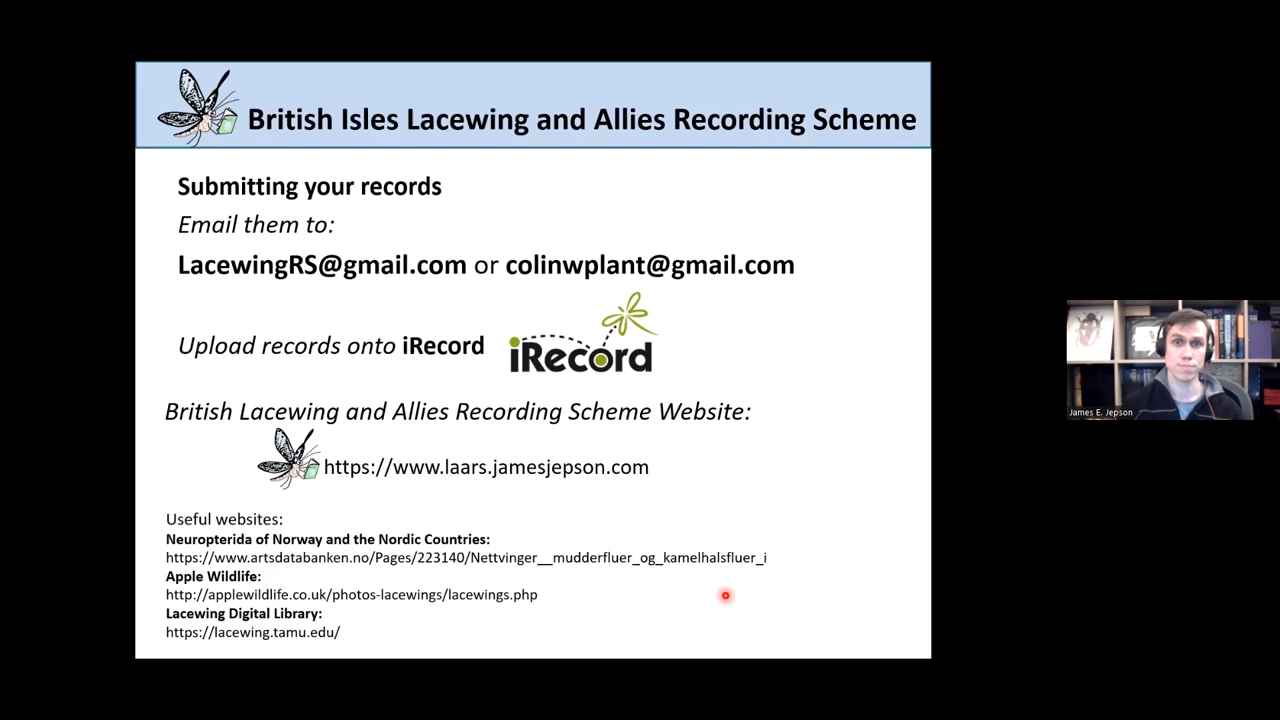 British Isles Lacewing and Allies Recording Scheme
Submitting your records
Email them to:
LacewingRS@gmail.com or colinwplant@gmail.com
Upload records onto iRecord
iRecord
British Lacewing and Allies Recording Scheme Website:
https://www.laars.jamesjepson.com
Useful websites:
Neuropterida of Norway and the Nordic Countries:
https://www.artsdatabanken.no/Pages/223140/Nettvinger__mudderfluer_og_kamelhalsfluer_i
Apple Wildlife:
http://applewildlife.co.uk/photos-lacewings/lacewings.php
Lacewing Digital Library:
https://lacewing.tamu.edu/
James E. Jepson